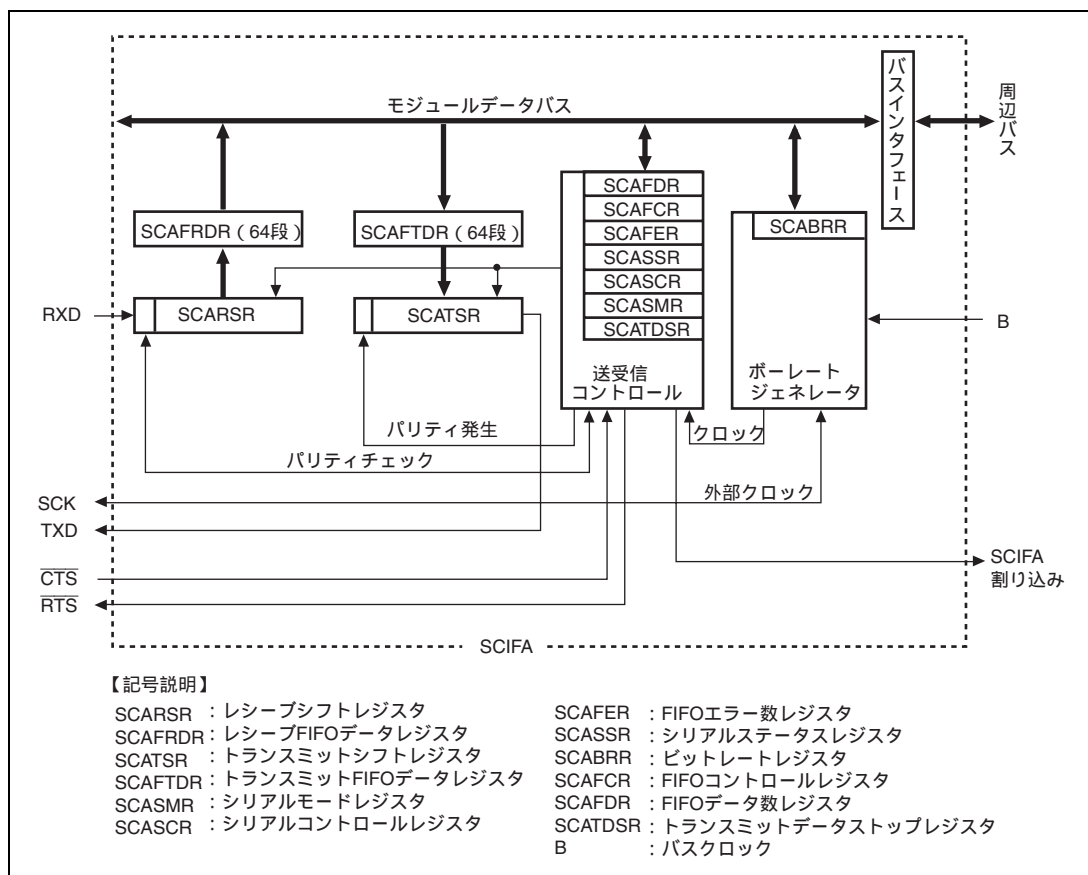 モジュールデータバス
バスインタフェース
周辺バス
SCAFRDR（64段）
SCAFTDR（64段）
SCAFDR
SCAFCR
SCAFER
SCASSR
SCASCR
SCASMR
SCATDSR
送受信
コントロール
SCABRR
ボーレート
ジェネレータ
RXD
SCARSR
SCATSR
B
パリティ発生
パリティチェック
クロック
外部クロック
SCK
TXD
CTS
RTS
SCIFA
割り込み
SCIFA
【記号説明】
SCARSR ：レシーブシフトレジスタ
SCAFRDR：レシーブFIFOデータレジスタ
SCATSR ：トランスミットシフトレジスタ
SCAFTDR：トランスミットFIFOデータレジスタ
SCASMR ：シリアルモードレジスタ
SCASCR ：シリアルコントロールレジスタ
SCAFER ：FIFOエラー数レジスタ
SCASSR ：シリアルステータスレジスタ
SCABRR ：ビットレートレジスタ
SCAFCR ：FIFOコントロールレジスタ
SCAFDR ：FIFOデータ数レジスタ
SCATDSR：トランスミットデータストップレジスタ
B ：バスクロック